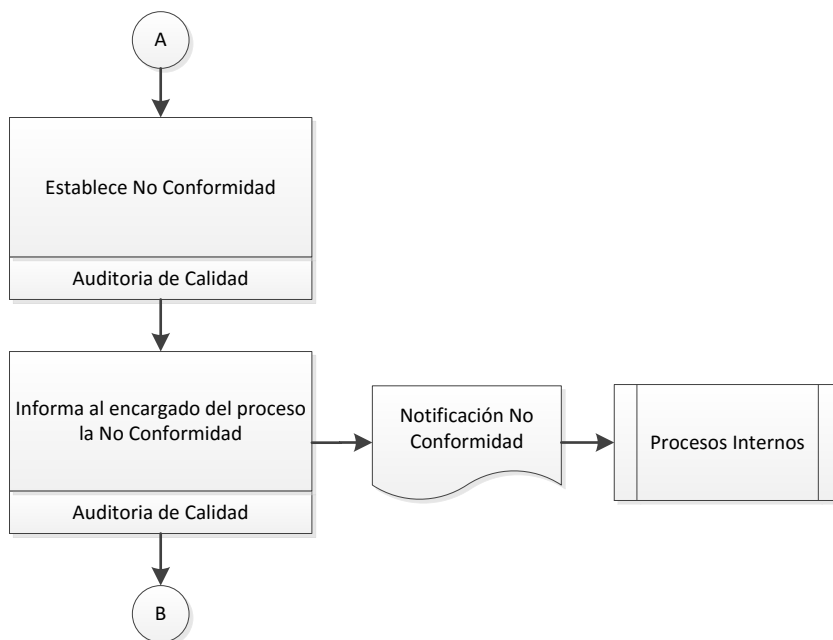 A
Establece No Conformidad
Auditoria de Calidad
Informa al encargado del proceso
la No Conformidad
Auditoria de Calidad
Notificación No
Conformidad
Procesos Internos
B